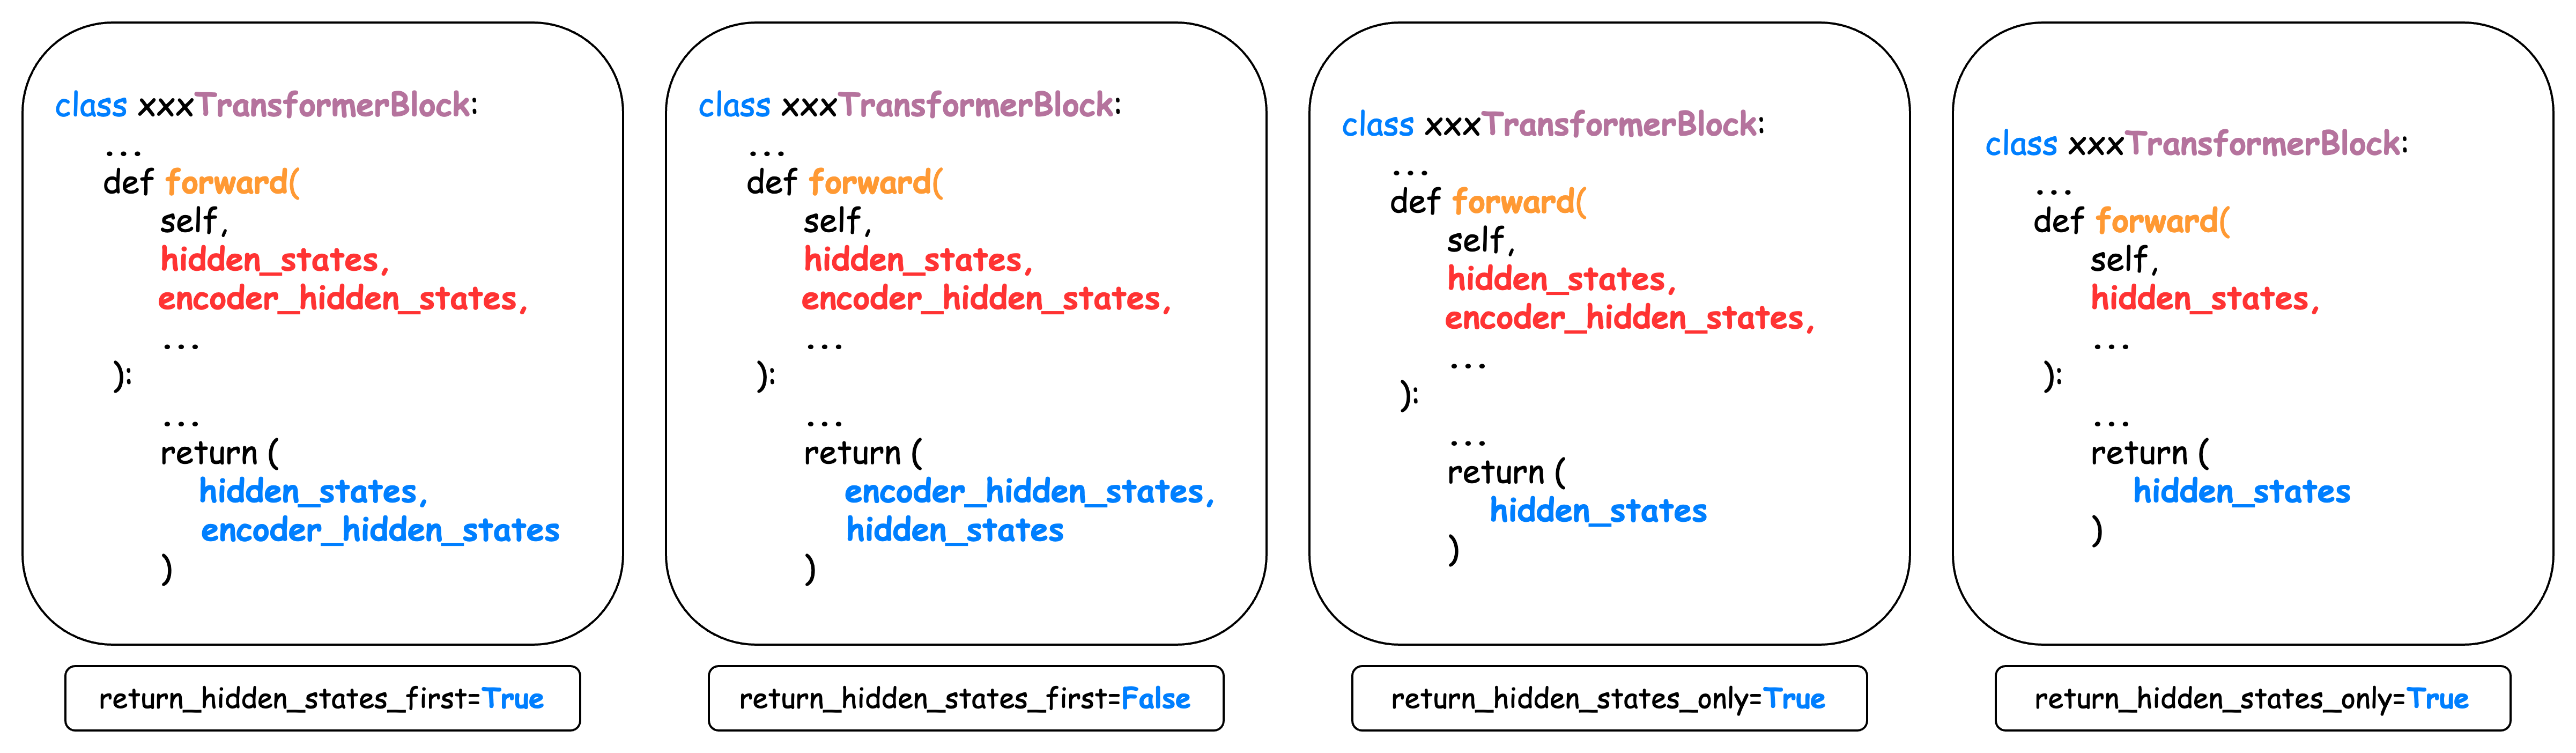 class xxxTransformerBlock:
...
def forward(
self,
hidden_states,
encoder_hidden_states,
...
):
...
return (
hidden_states,
encoder_hidden_states
)
return_hidden_states_first=True
class xxxTransformerBlock:
...
def forward(
self,
hidden_states,
encoder_hidden_states,
...
):
...
return (
encoder_hidden_states,
hidden_states
)
return_hidden_states_first=False
class xxxTransformerBlock:
...
def forward(
self,
hidden_states,
encoder_hidden_states,
...
):
...
return (
hidden_states
)
return_hidden_states_only=True
class xxxTransformerBlock:
...
def forward(
self,
hidden_states,
...
):
...
return (
hidden_states
)
return_hidden_states_only=True